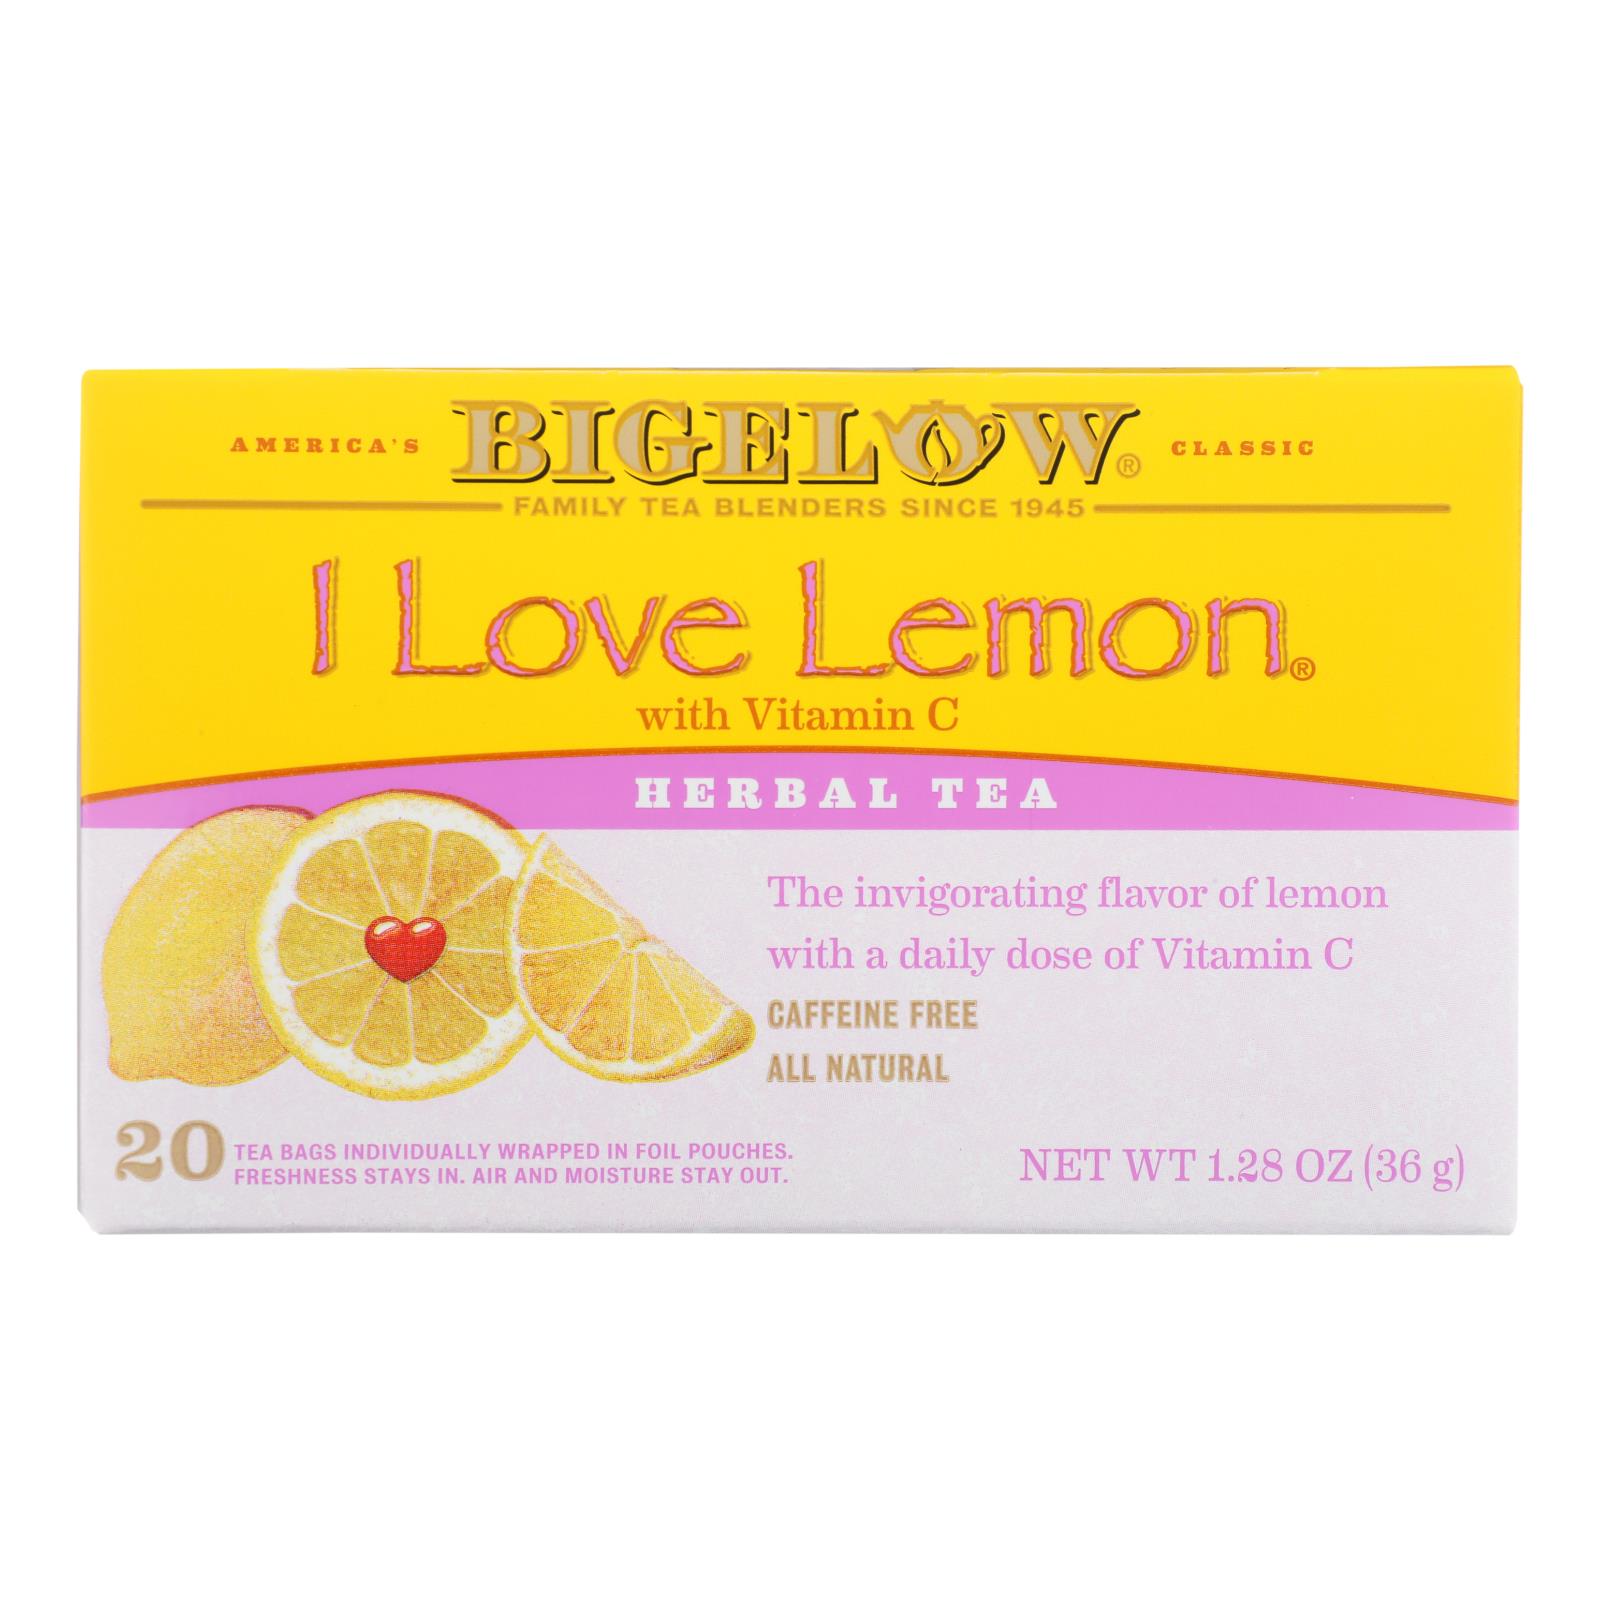 AMERICA'S BIGELOW® CLASSIC
FAMILY TEA BLENDERS SINCE 1945
I Love Lemon®
with Vitamin C
HERBAL TEA
The invigorating flavor of lemon
with a daily dose of Vitamin C
CAFFEINE FREE
ALL NATURAL
20 TEA BAGS INDIVIDUALLY WRAPPED IN FOIL POUCHES.
FRESHNESS STAYS IN. AIR AND MOISTURE STAY OUT.
NET WT 1.28 OZ (36 g)